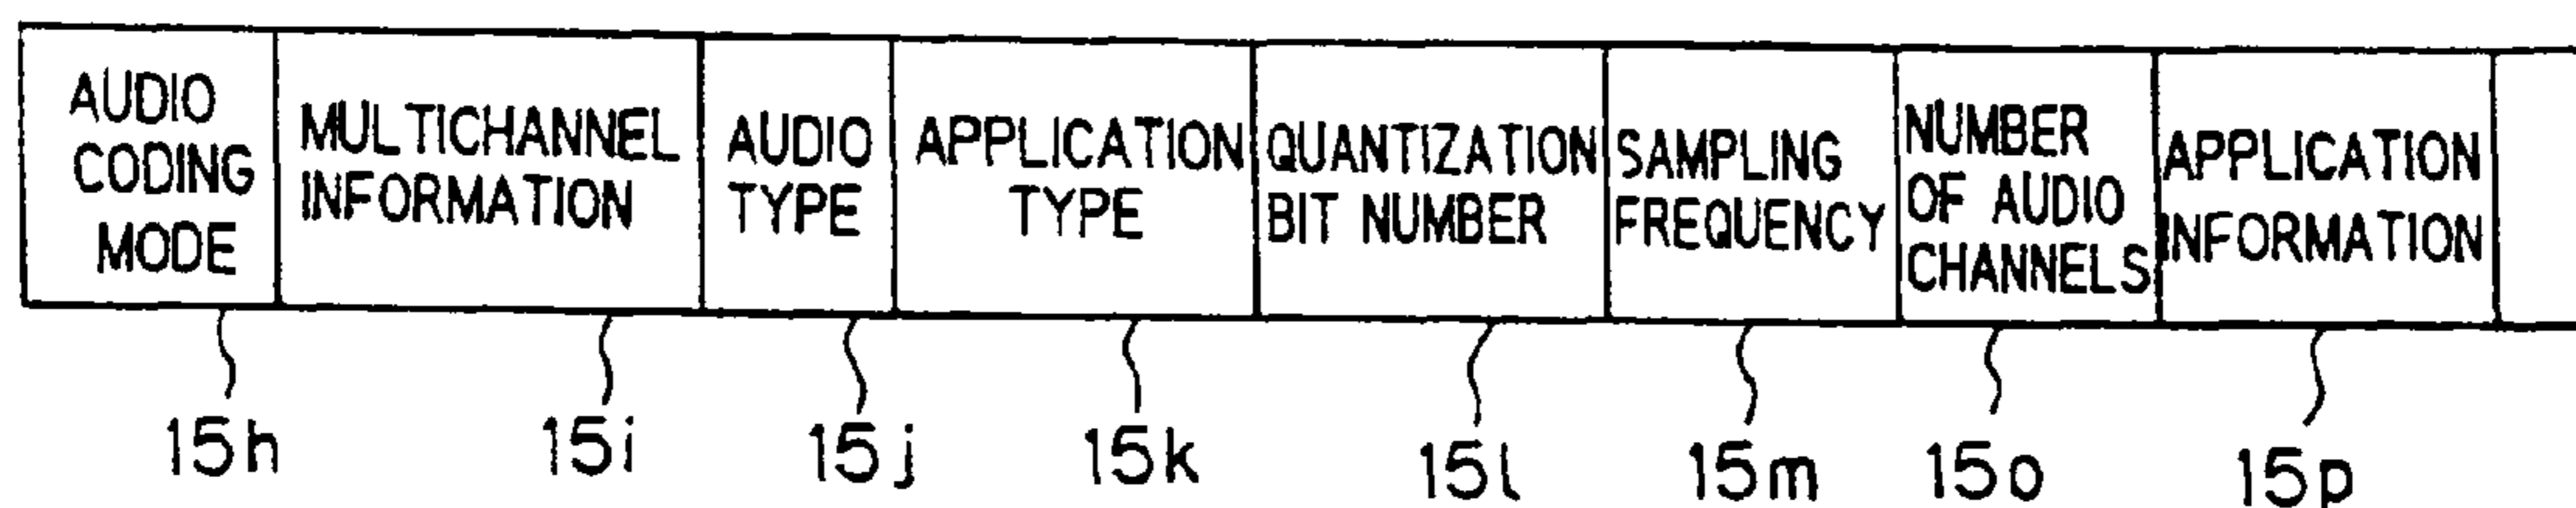 AUDIO
CODING
MODE
MULTICHANNEL
INFORMATION
AUDIO
TYPE
APPLICATION
TYPE
QUANTIZATION
BIT NUMBER
SAMPLING
FREQUENCY
NUMBER
OF AUDIO
CHANNELS
APPLICATION
INFORMATION
15h
15i
15j
15k
15l
15m
15o
15p